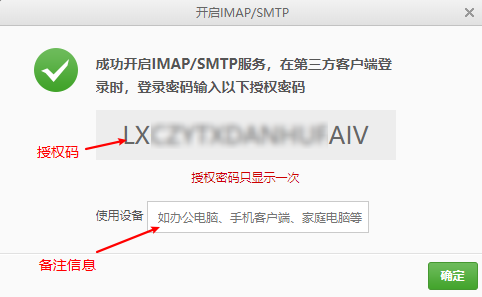 开启IMAP/SMTP
成功开启IMAP/SMTP服务，在第三方客户端登
录时，登录密码输入以下授权密码
LX AIV
授权码
授权密码只显示一次
使用设备 如办公电脑、手机客户端、家庭电脑等
备注信息
确定